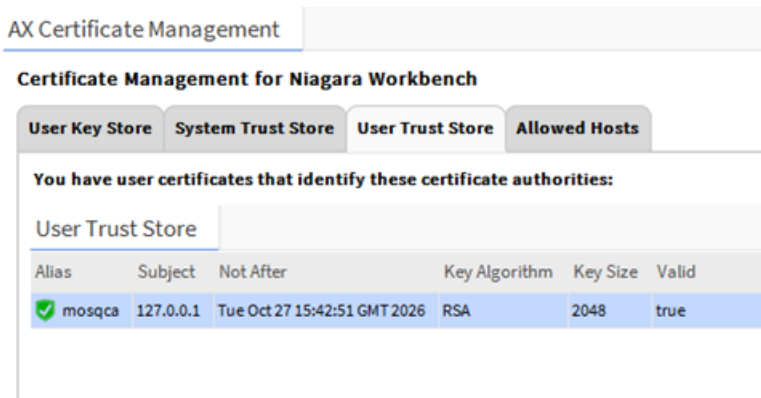 AX Certificate Management
Certificate Management for Niagara Workbench
User Key Store System Trust Store User Trust Store Allowed Hosts
You have user certificates that identify these certificate authorities:
User Trust Store
Alias Subject Not After Key Algorithm Key Size Valid
mosqca 127.0.0.1 Tue Oct 27 15:42:51 GMT 2026 RSA 2048 true